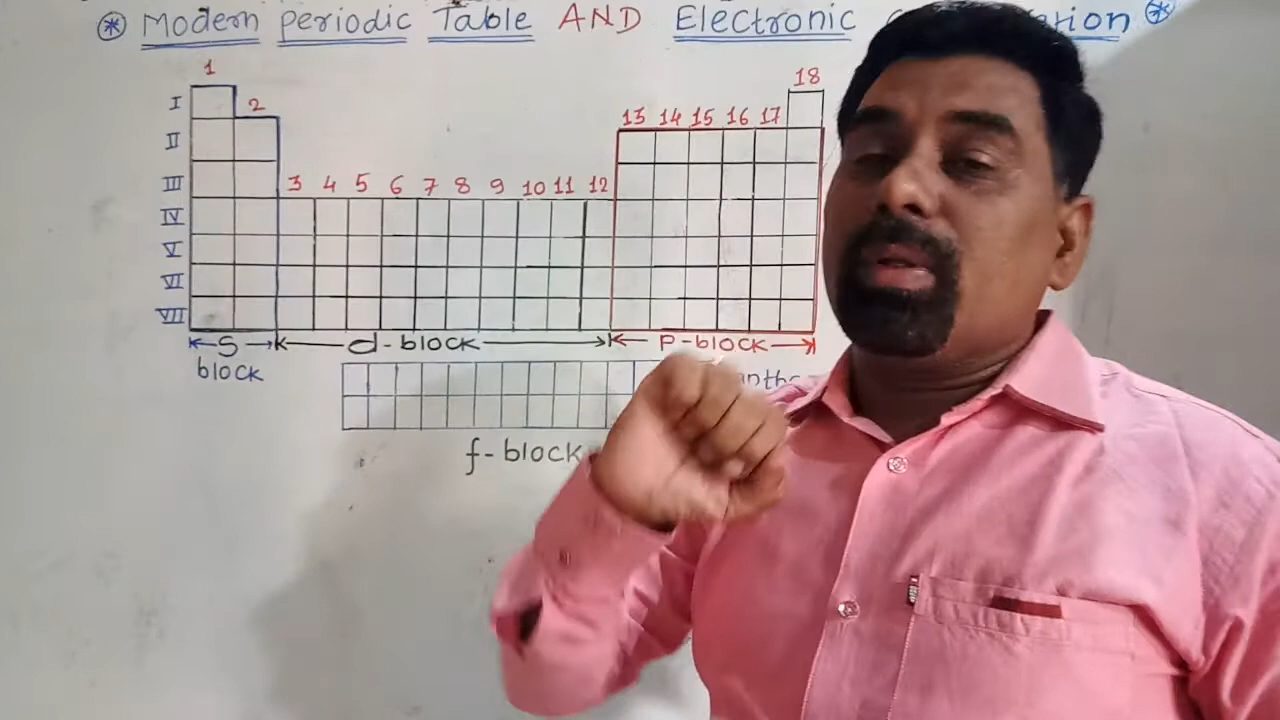 Modern periodic Table AND Electronic
1 18
I 2 13 14 15 16 17
II
III 3 4 5 6 7 8 9 10 11 12
IV
V
VI
VII
S d-block P-block
block
f-block